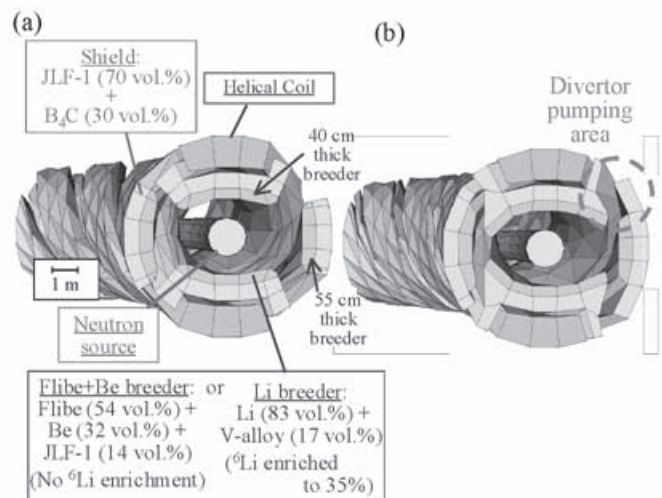 (a)
Shield:
JLF-1 (70 vol.%)
+
B₄C (30 vol.%)
Helical Coil
40 cm
thick
breeder
1 m
55 cm
thick
breeder
Neutron
source
Flibe+Be breeder: or
Flibe (54 vol.%) +
Be (32 vol.%) +
JLF-1 (14 vol.%)
(No ⁶Li enrichment)
Li breeder:
Li (83 vol.%) +
V-alloy (17 vol.%)
(⁶Li enriched
to 35%)
(b)
Divertor
pumping
area